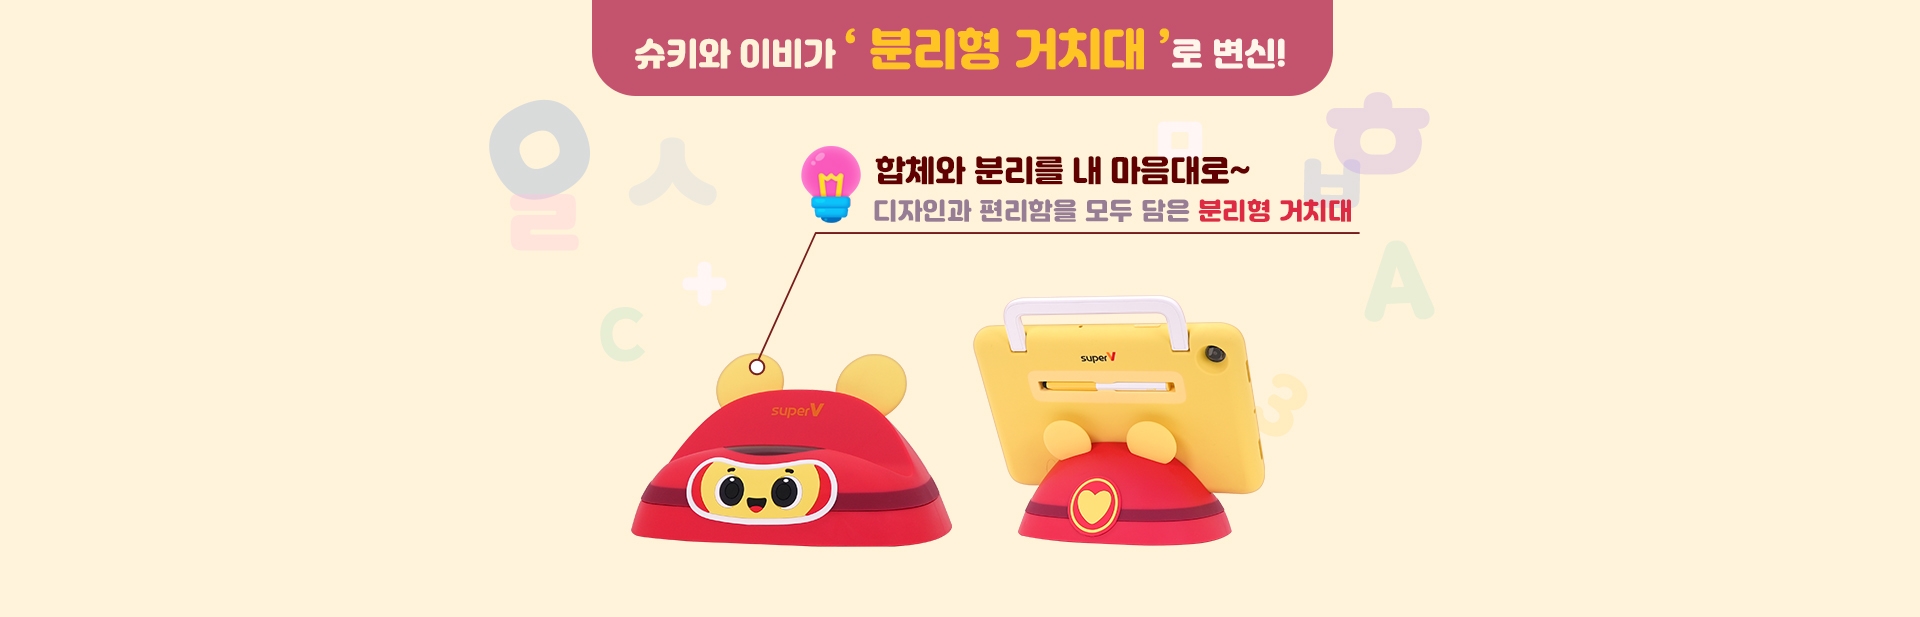 슈키와 이비가 ‘ 분리형 거치대 ’로 변신!
합체와 분리를 내 마음대로~
디자인과 편리함을 모두 담은 분리형 거치대
일
ㅅ
ㅁ
ㅎ
ㅂ
+
C
A
3
superV
superV